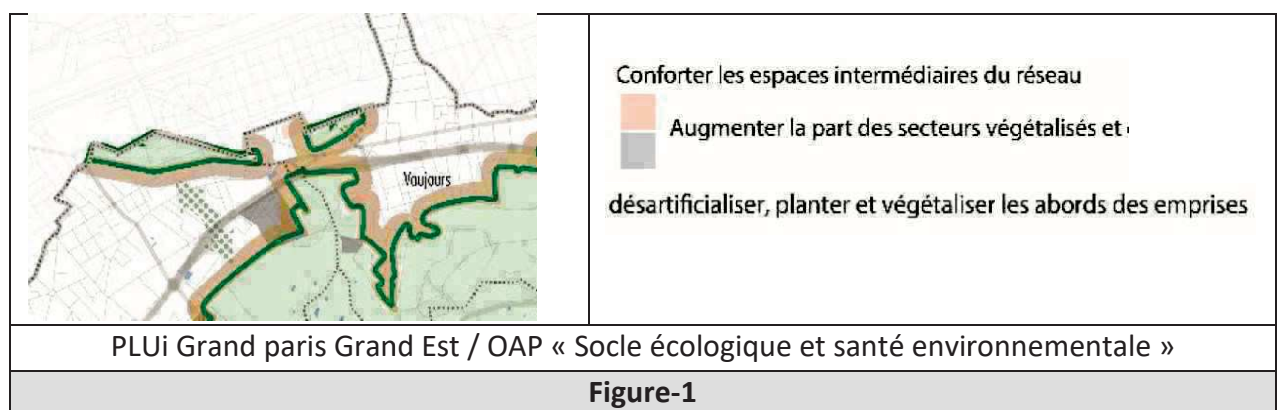 Vaujours
Conforter les espaces intermédiaires du réseau
Augmenter la part des secteurs végétalisés et
désartificialiser, planter et végétaliser les abords des emprises
PLUi Grand paris Grand Est / OAP « Socle écologique et santé environnementale »
Figure-1